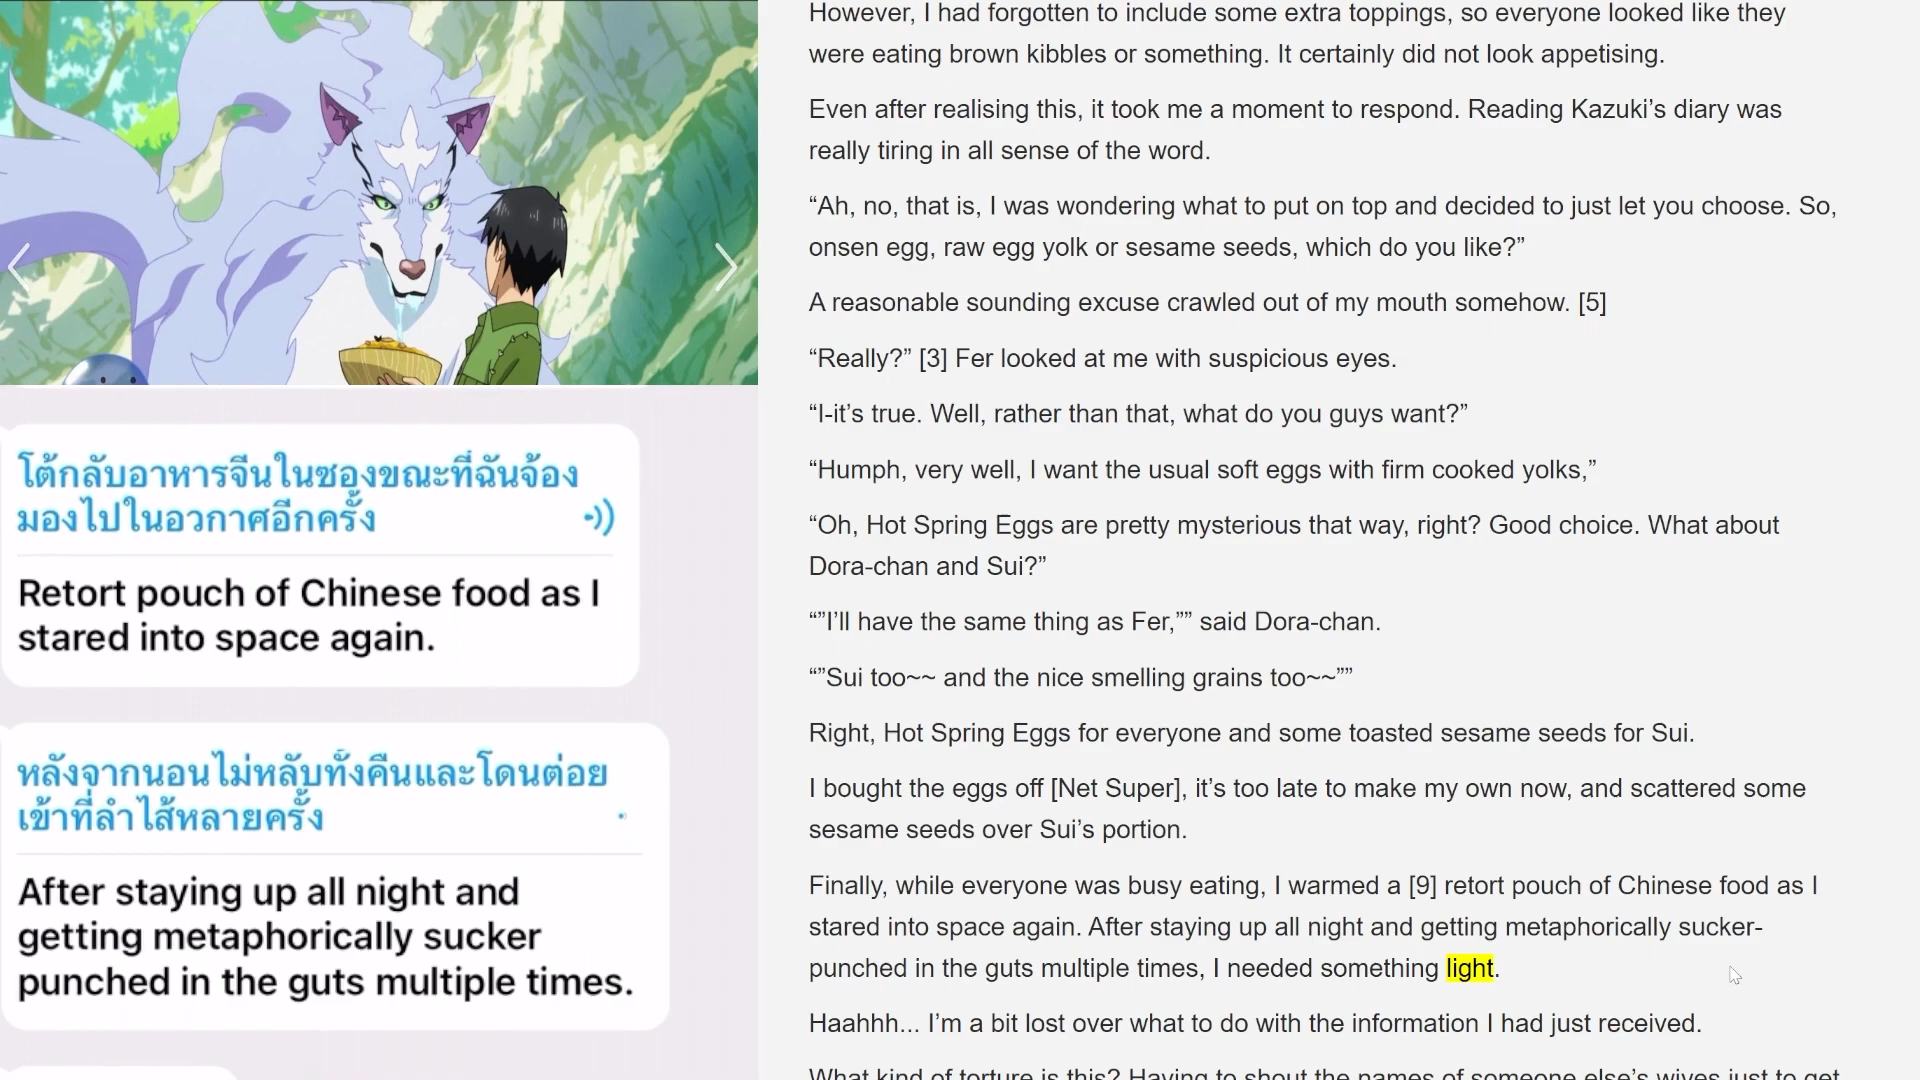 However, I had forgotten to include some extra toppings, so everyone looked like they
were eating brown kibbles or something. It certainly did not look appetising.
Even after realising this, it took me a moment to respond. Reading Kazuki’s diary was
really tiring in all sense of the word.
“Ah, no, that is, I was wondering what to put on top and decided to just let you choose. So,
onsen egg, raw egg yolk or sesame seeds, which do you like?”
A reasonable sounding excuse crawled out of my mouth somehow. [5]
“Really?” [3] Fer looked at me with suspicious eyes.
“I-it’s true. Well, rather than that, what do you guys want?”
“Humph, very well, I want the usual soft eggs with firm cooked yolks,”
“Oh, Hot Spring Eggs are pretty mysterious that way, right? Good choice. What about
Dora-chan and Sui?”
“”I’ll have the same thing as Fer,”” said Dora-chan.
“”Sui too~~ and the nice smelling grains too~~””
Right, Hot Spring Eggs for everyone and some toasted sesame seeds for Sui.
I bought the eggs off [Net Super], it’s too late to make my own now, and scattered some
sesame seeds over Sui’s portion.
Finally, while everyone was busy eating, I warmed a [9] retort pouch of Chinese food as I
stared into space again. After staying up all night and getting metaphorically sucker-
punched in the guts multiple times, I needed something light.
Haahhh... I’m a bit lost over what to do with the information I had just received.
What kind of torture is this? Having to shout the names of someone else’s wives just to get
โต้กลับอาหารจีนในซองขณะที่ฉันจ้อง
มองไปในอวกาศอีกครั้ง
Retort pouch of Chinese food as I
stared into space again.
หลังจากนอนไม่หลับทั้งคืนและโดนต่อย
เข้าที่ลำไส้หลายครั้ง
After staying up all night and
getting metaphorically sucker
punched in the guts multiple times.